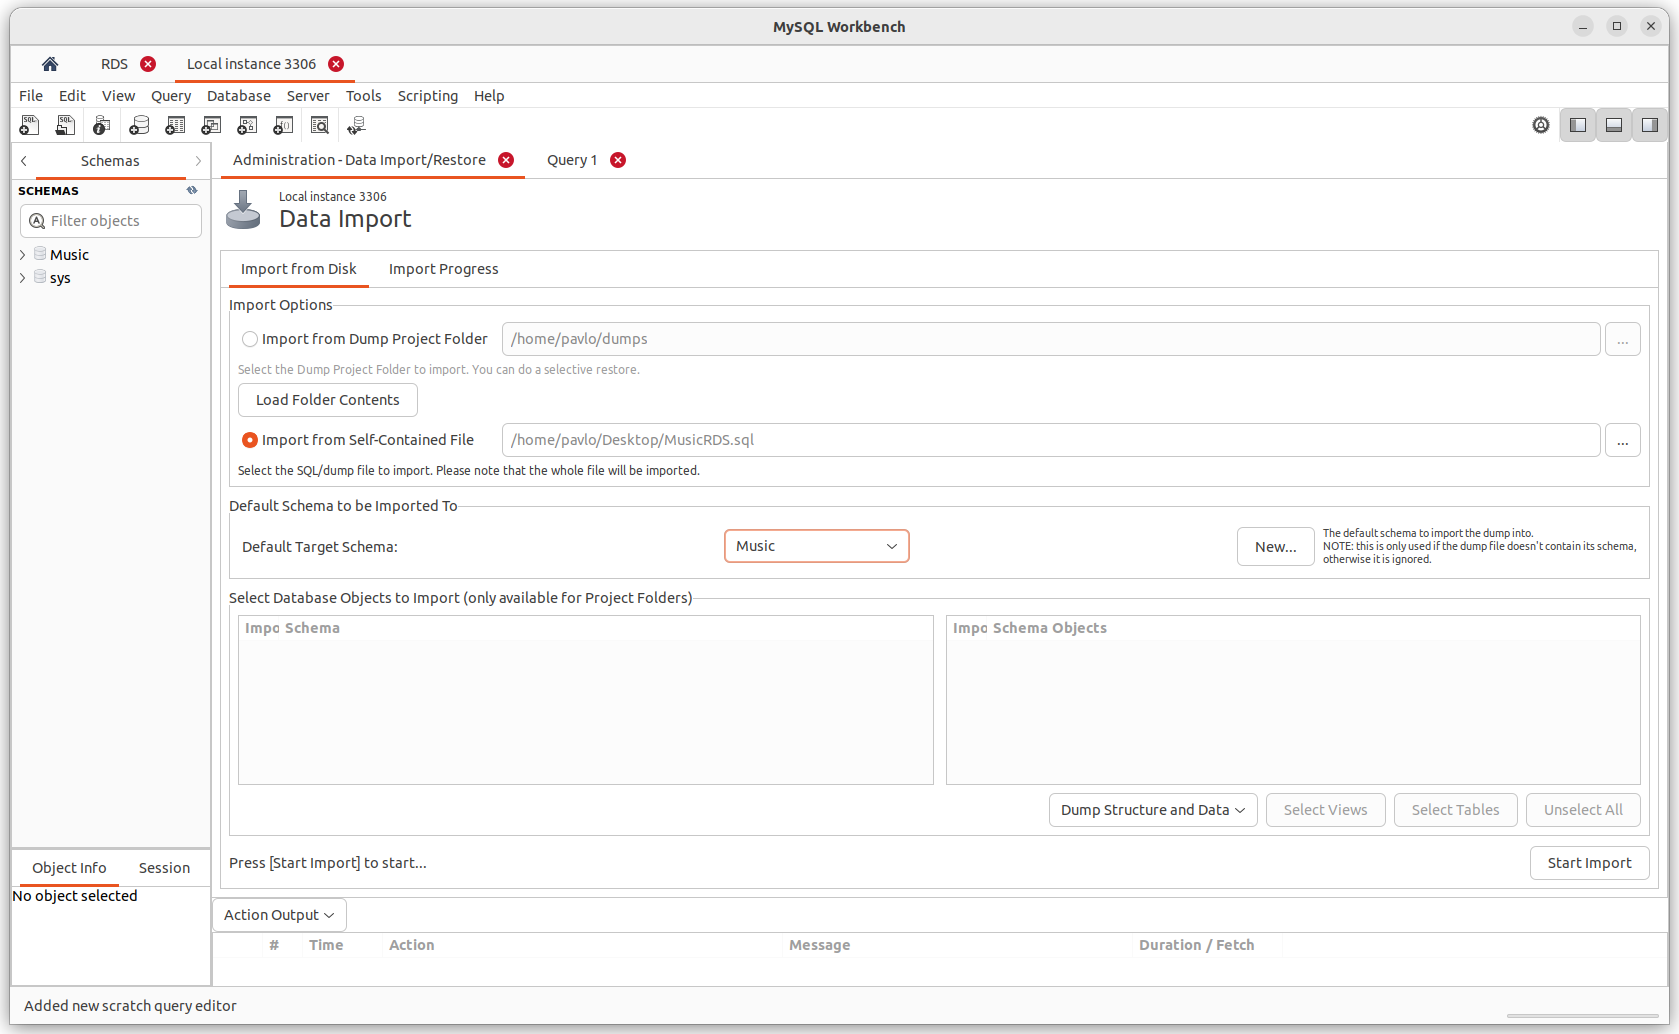 MySQL Workbench
RDS
Local instance 3306
File Edit View Query Database Server Tools Scripting Help
Schemas
Administration - Data Import/Restore
Query 1
SCHEMAS
Filter objects
Music
sys
Local instance 3306
Data Import
Import from Disk
Import Progress
Import Options
Import from Dump Project Folder
/home/pavlo/dumps
...
Select the Dump Project Folder to import. You can do a selective restore.
Load Folder Contents
Import from Self-Contained File
/home/pavlo/Desktop/MusicRDS.sql
...
Select the SQL/dump file to import. Please note that the whole file will be imported.
Default Schema to be Imported To
Default Target Schema:
Music
New...
The default schema to import the dump into.
NOTE: this is only used if the dump file doesn't contain its schema,
otherwise it is ignored.
Select Database Objects to Import (only available for Project Folders)
Impo Schema
Impo Schema Objects
Dump Structure and Data
Select Views
Select Tables
Unselect All
Press [Start Import] to start...
Start Import
Object Info
Session
No object selected
Action Output
# Time Action Message Duration / Fetch
Added new scratch query editor